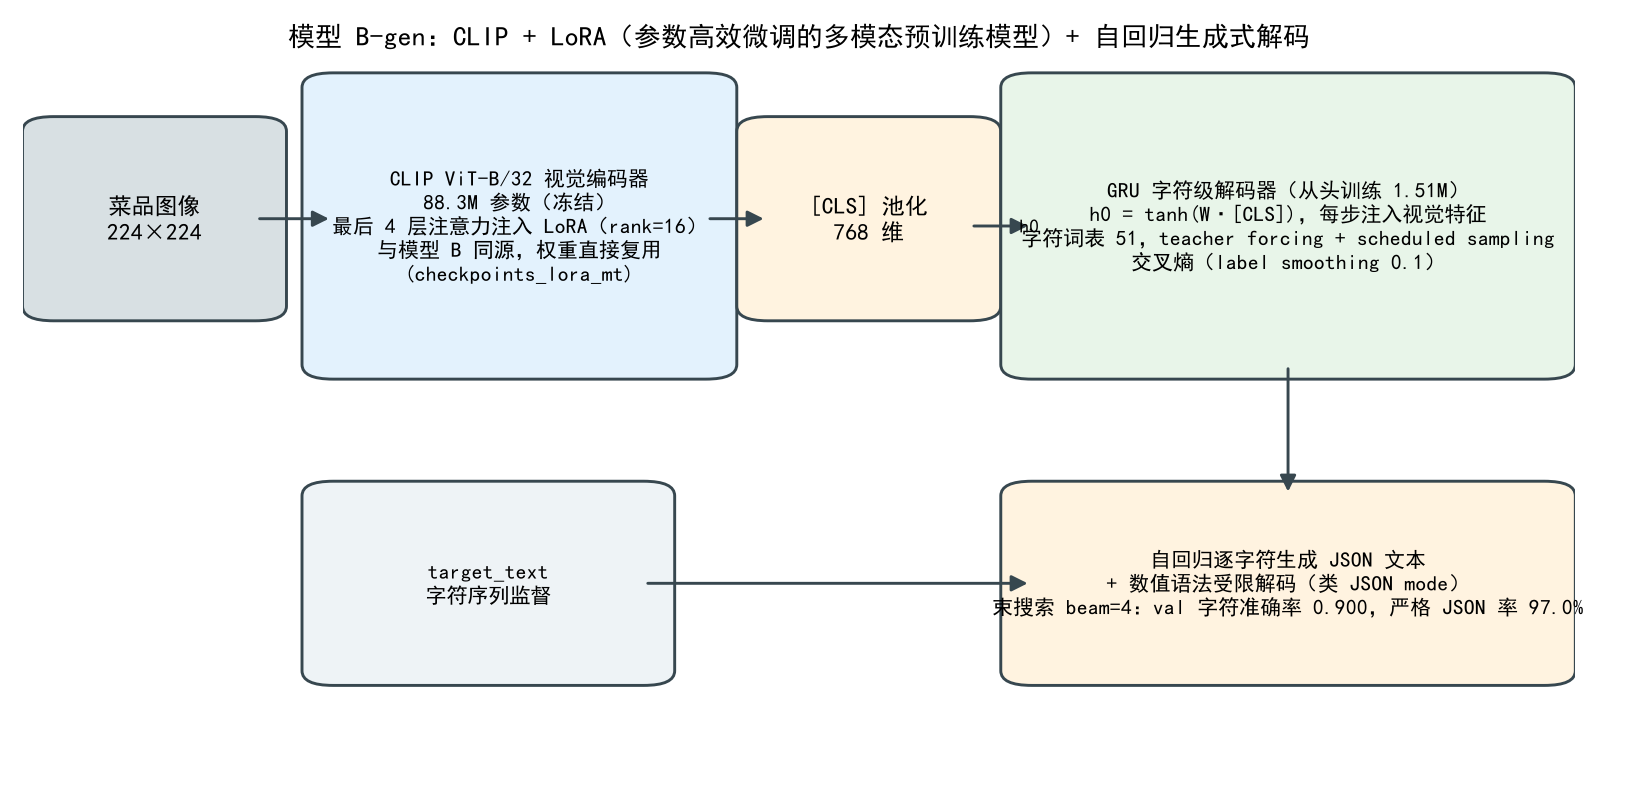 模型 B-gen：CLIP + LoRA（参数高效微调的多模态预训练模型）+ 自回归生成式解码
菜品图像
224×224
CLIP ViT-B/32 视觉编码器
88.3M 参数（冻结）
最后 4 层注意力注入 LoRA（rank=16）
与模型 B 同源，权重直接复用
(checkpoints_lora_mt)
[CLS] 池化
768 维
h0
GRU 字符级解码器（从头训练 1.51M）
h0 = tanh(W·[CLS])，每步注入视觉特征
字符词表 51，teacher forcing + scheduled sampling
交叉熵（label smoothing 0.1）
target_text
字符序列监督
自回归逐字符生成 JSON 文本
+ 数值语法受限解码（类 JSON mode）
束搜索 beam=4：val 字符准确率 0.900，严格 JSON 率 97.0%